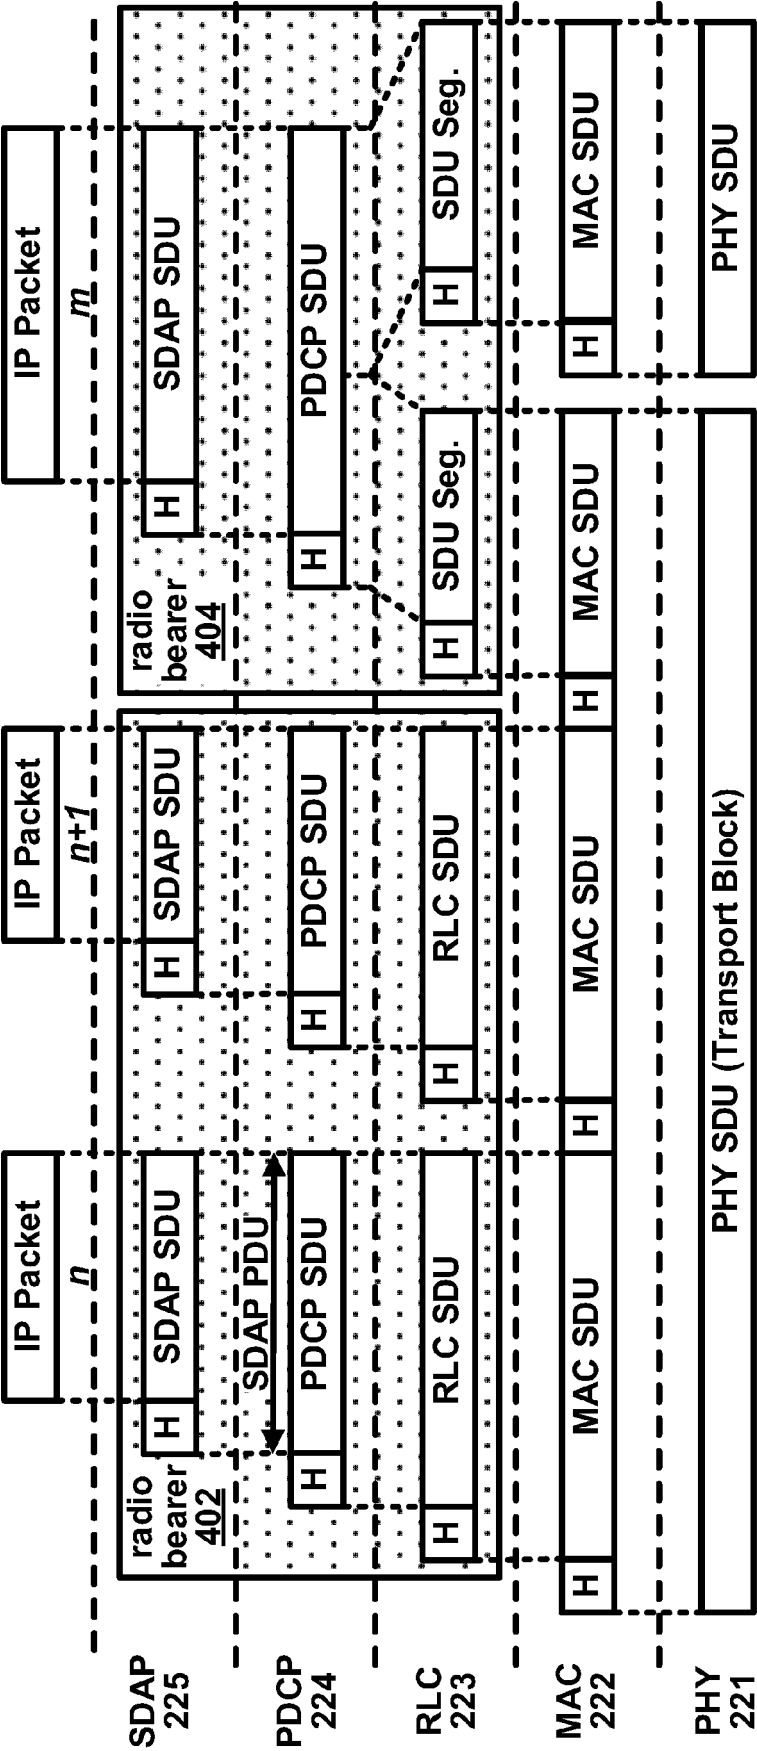 IP Packet
n
IP Packet
n+1
IP Packet
m
SDAP
225
radio
bearer
402
H
SDAP SDU
H
SDAP SDU
radio
bearer
404
H
SDAP SDU
SDAP PDU
PDCP
224
H
PDCP SDU
H
PDCP SDU
H
PDCP SDU
RLC
223
H
RLC SDU
H
RLC SDU
H
SDU Seg.
H
SDU Seg.
MAC
222
H
MAC SDU
H
MAC SDU
H
MAC SDU
H
MAC SDU
PHY
221
PHY SDU (Transport Block)
PHY SDU